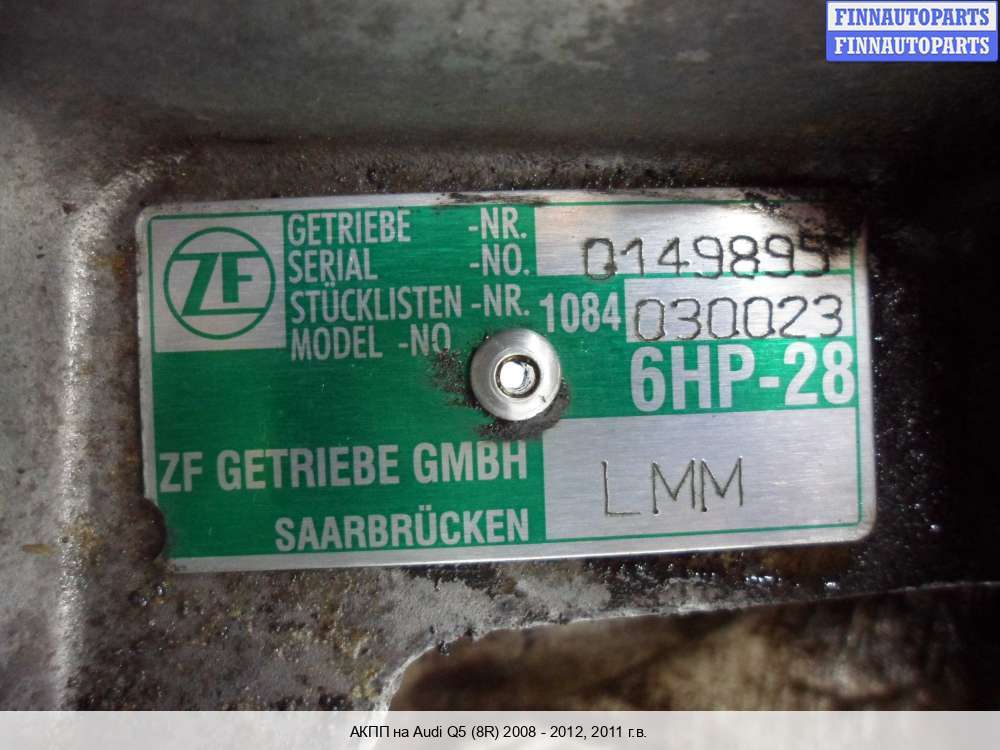 FINNAUTOPARTS
FINNAUTOPARTS
ZF
GETRIEBE -NR.
SERIAL -NO. 0149895
STÜCKLISTEN -NR. 1084 030023
MODEL -NO
6HP-28
ZF GETRIEBE GMBH
SAARBRÜCKEN
LMM
АКПП на Audi Q5 (8R) 2008 - 2012, 2011 г.в.